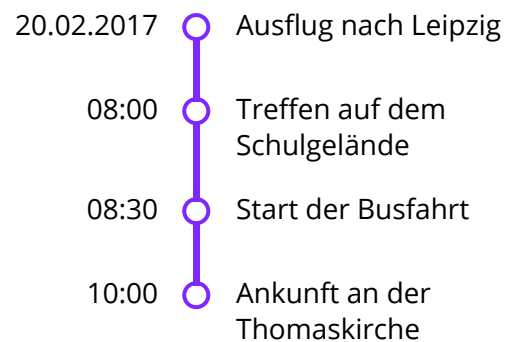 20.02.2017 Ausflug nach Leipzig
08:00 Treffen auf dem
Schulgelände
08:30 Start der Busfahrt
10:00 Ankunft an der
Thomaskirche